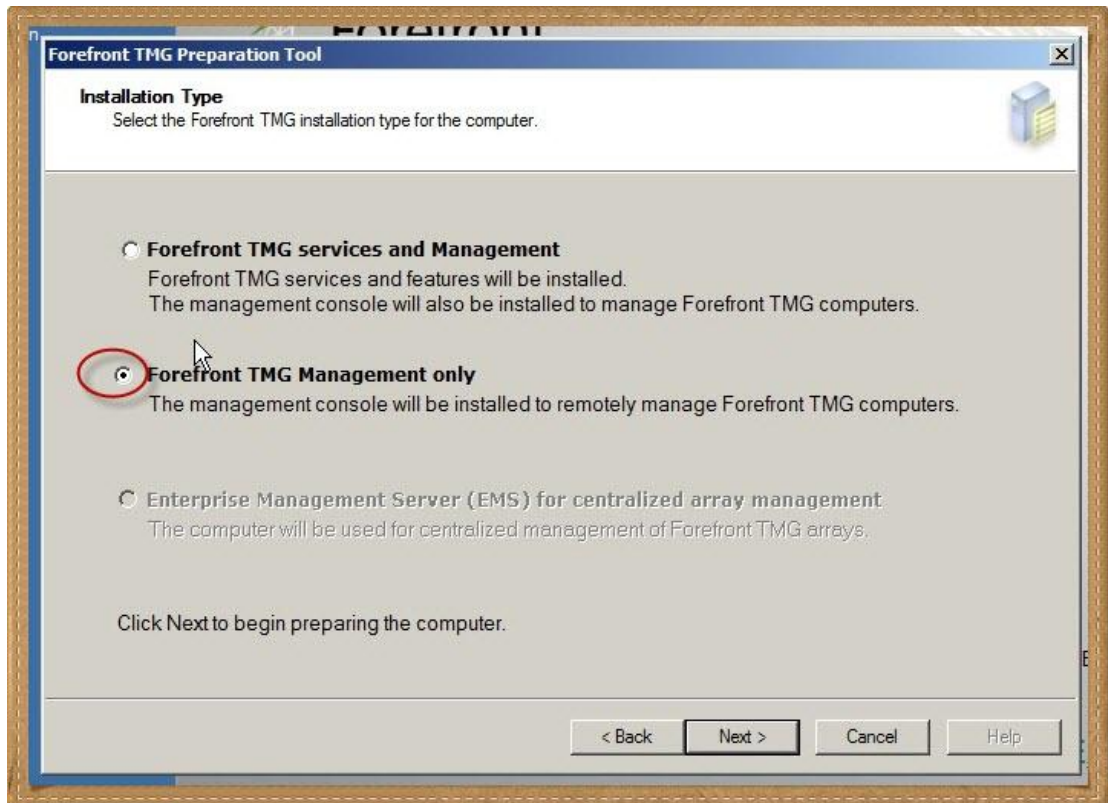 n
Forefront
Forefront TMG Preparation Tool
Installation Type
Select the Forefront TMG installation type for the computer.
Forefront TMG services and Management
Forefront TMG services and features will be installed.
The management console will also be installed to manage Forefront TMG computers.
Forefront TMG Management only
The management console will be installed to remotely manage Forefront TMG computers.
Enterprise Management Server (EMS) for centralized array management
The computer will be used for centralized management of Forefront TMG arrays.
Click Next to begin preparing the computer.
< Back Next > Cancel Help